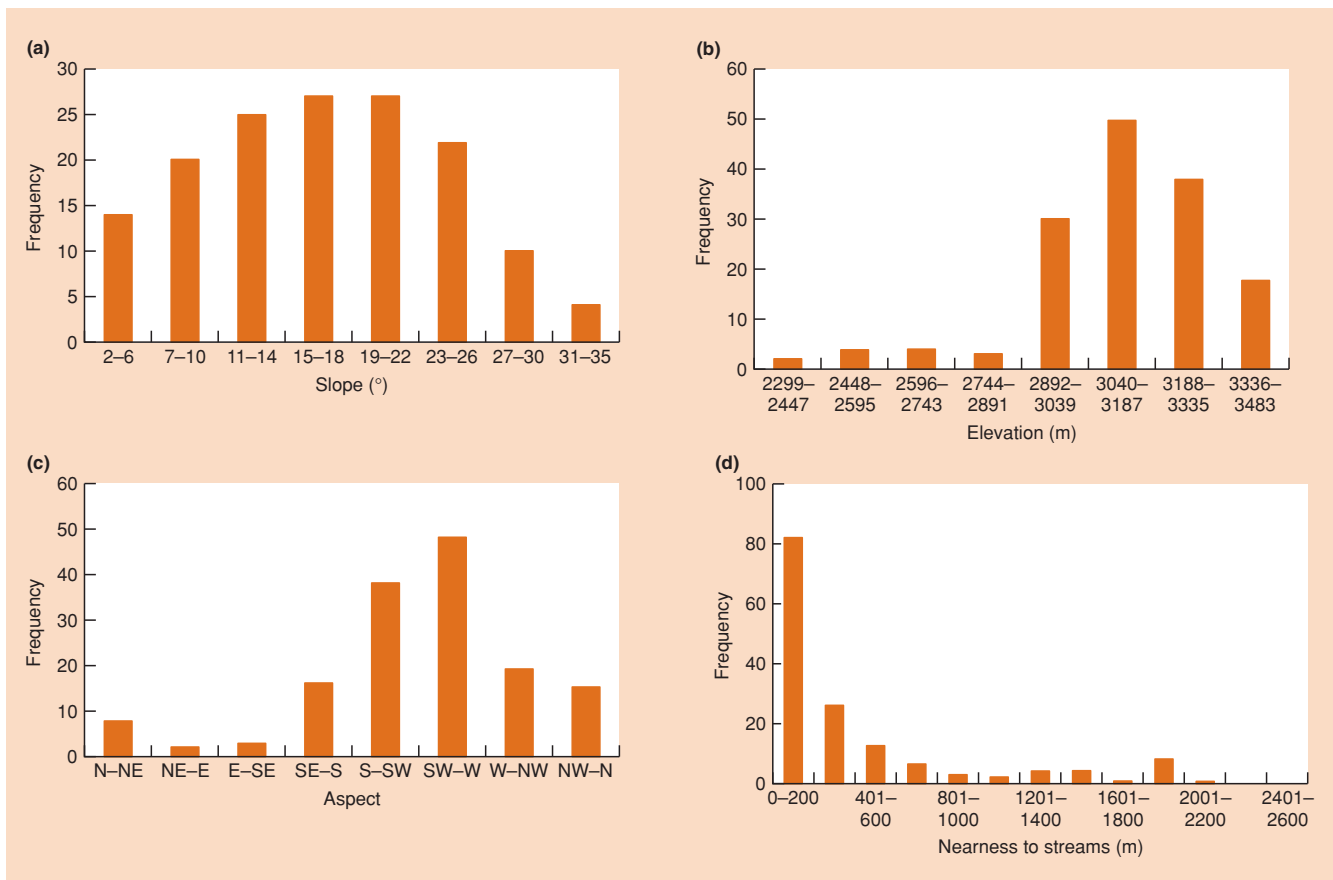 (a)
30
25
20
15
10
5
0
Frequency
2–6 7–10 11–14 15–18 19–22 23–26 27–30 31–35
Slope (°)
(b)
60
50
40
30
20
10
0
Frequency
2299– 2448– 2596– 2744– 2892– 3040– 3188– 3336–
2447 2595 2743 2891 3039 3187 3335 3483
Elevation (m)
(c)
60
50
40
30
20
10
0
Frequency
N–NE NE–E E–SE SE–S S–SW SW–W W–NW NW–N
Aspect
(d)
100
80
60
40
20
0
Frequency
0–200 401– 801– 1201– 1601– 2001– 2401–
600 1000 1400 1800 2200 2600
Nearness to streams (m)